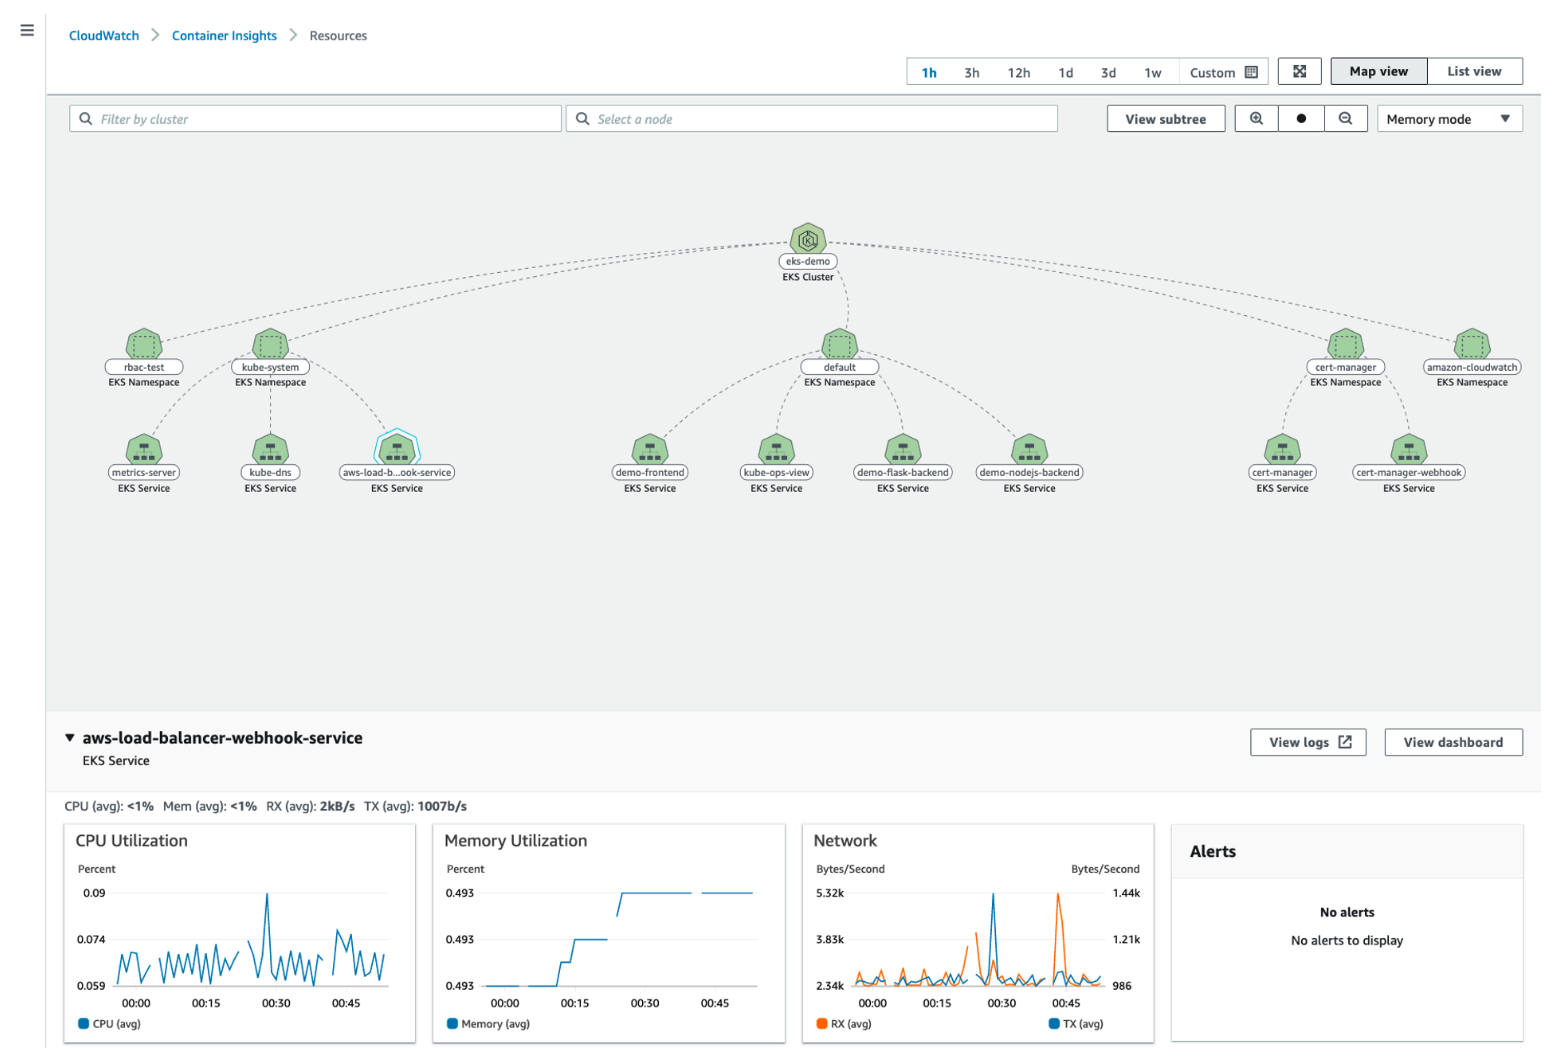 CloudWatch > Container Insights > Resources
1h 3h 12h 1d 3d 1w Custom Map view List view
Filter by cluster Select a node View subtree Memory mode
eks-demo
EKS Cluster
rbac-test kube-system default cert-manager amazon-cloudwatch
EKS Namespace EKS Namespace EKS Namespace EKS Namespace EKS Namespace
metrics-server kube-dns aws-load-b...ook-service demo-frontend kube-ops-view demo-flask-backend demo-nodejs-backend cert-manager cert-manager-webhook
EKS Service EKS Service EKS Service EKS Service EKS Service EKS Service EKS Service EKS Service EKS Service
aws-load-balancer-webhook-service
EKS Service
View logs View dashboard
CPU (avg): <1% Mem (avg): <1% RX (avg): 2kB/s TX (avg): 1007b/s
CPU Utilization
Percent
0.09
0.074
0.059
00:00 00:15 00:30 00:45
CPU (avg)
Memory Utilization
Percent
0.493
0.493
0.493
00:00 00:15 00:30 00:45
Memory (avg)
Network
Bytes/Second Bytes/Second
5.32k 1.44k
3.83k 1.21k
2.34k 986
00:00 00:15 00:30 00:45
RX (avg) TX (avg)
Alerts
No alerts
No alerts to display